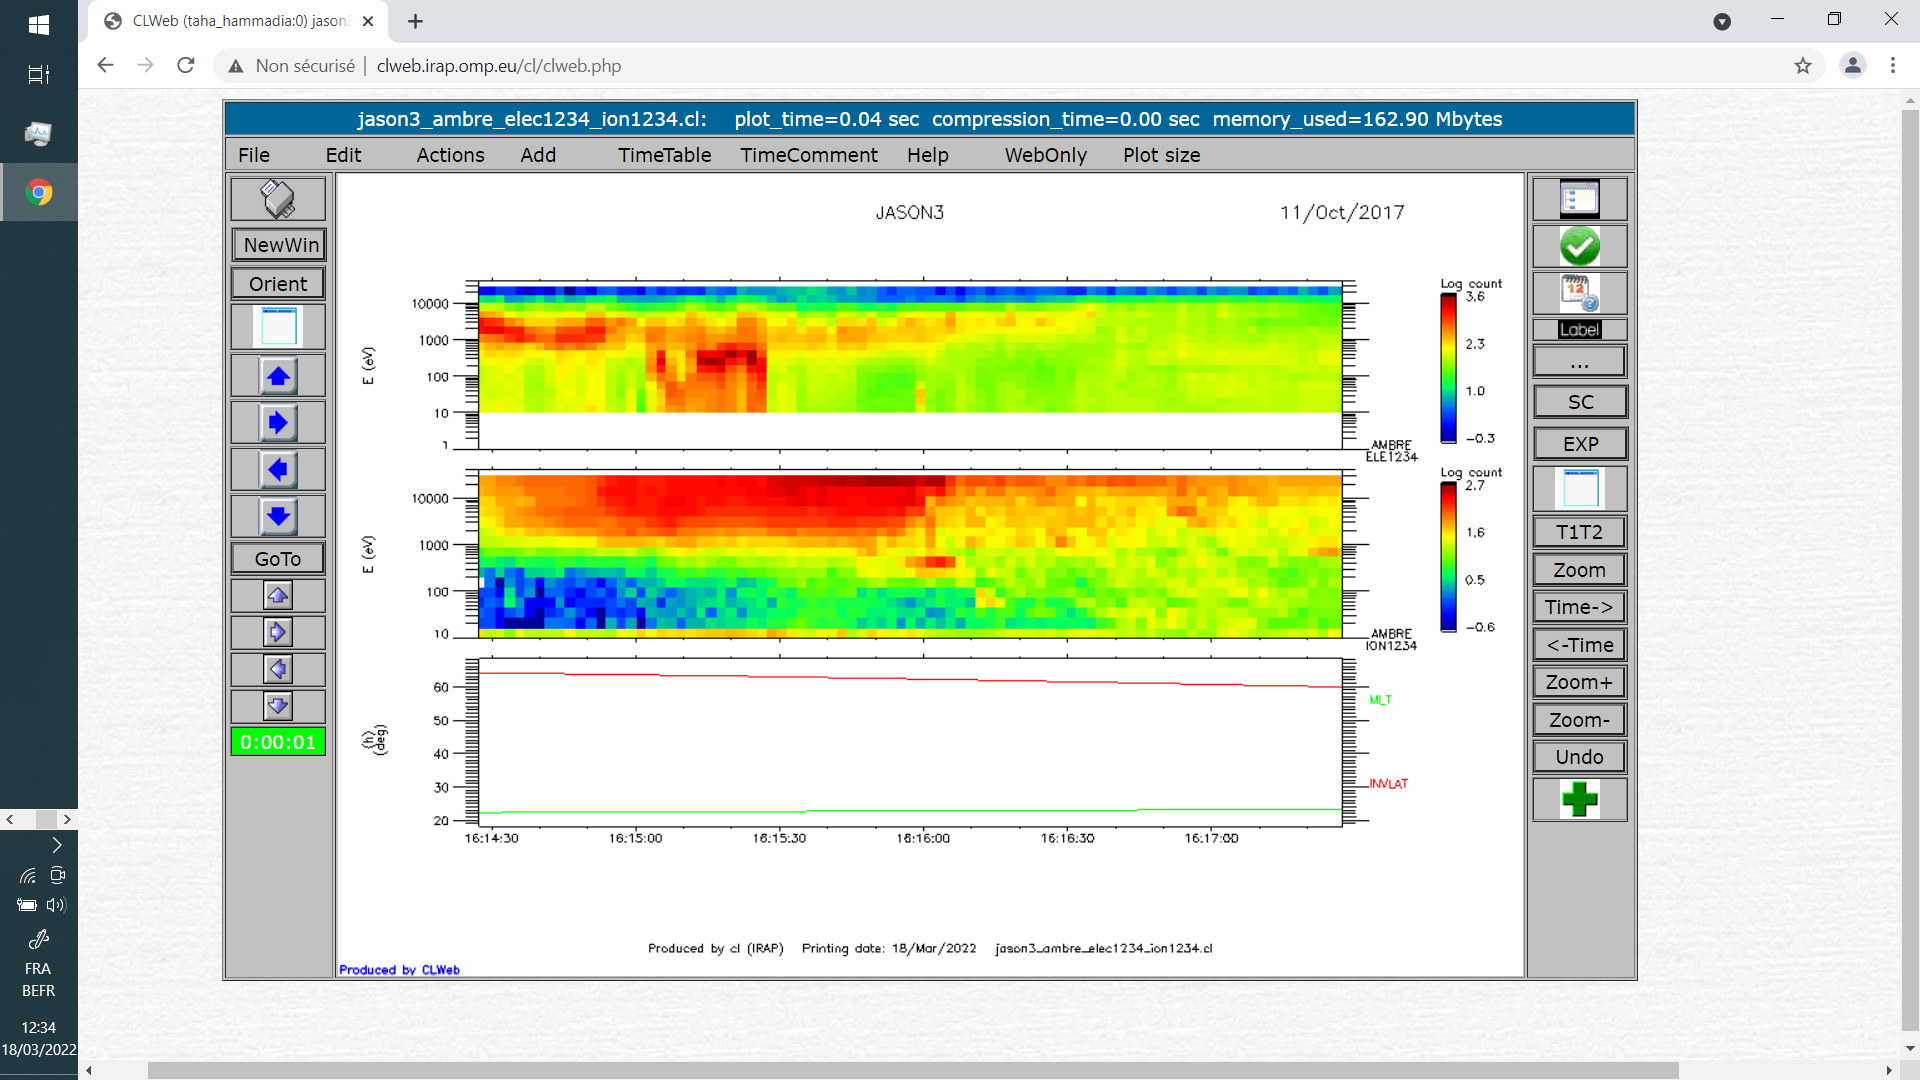 CLWeb (taha_hammadia:0) jason3
Non sécurisé | clweb.irap.omp.eu/cl/clweb.php
jason3_ambre_elec1234_ion1234.cl: plot_time=0.04 sec compression_time=0.00 sec memory_used=162.90 Mbytes
File Edit Actions Add TimeTable TimeComment Help WebOnly Plot size
NewWin
Orient
GoTo
0:00:01
JASON3 11/Oct/2017
E (eV)
10000
1000
100
10
1
Log count
3.6
2.3
1.0
-0.3
AMBRE
ELE1234
E (eV)
10000
1000
100
10
Log count
2.7
1.6
0.5
-0.6
AMBRE
ION1234
(h)
(deg)
60
50
40
30
20
MLT
INVLAT
16:14:30 16:15:00 16:15:30 16:16:00 16:16:30 16:17:00
Produced by cl (IRAP) Printing date: 18/Mar/2022 jason3_ambre_elec1234_ion1234.cl
Produced by CLWeb
12
Label
...
SC
EXP
T1T2
Zoom
Time->
<-Time
Zoom+
Zoom-
Undo
FRA
BEFR
12:34
18/03/2022